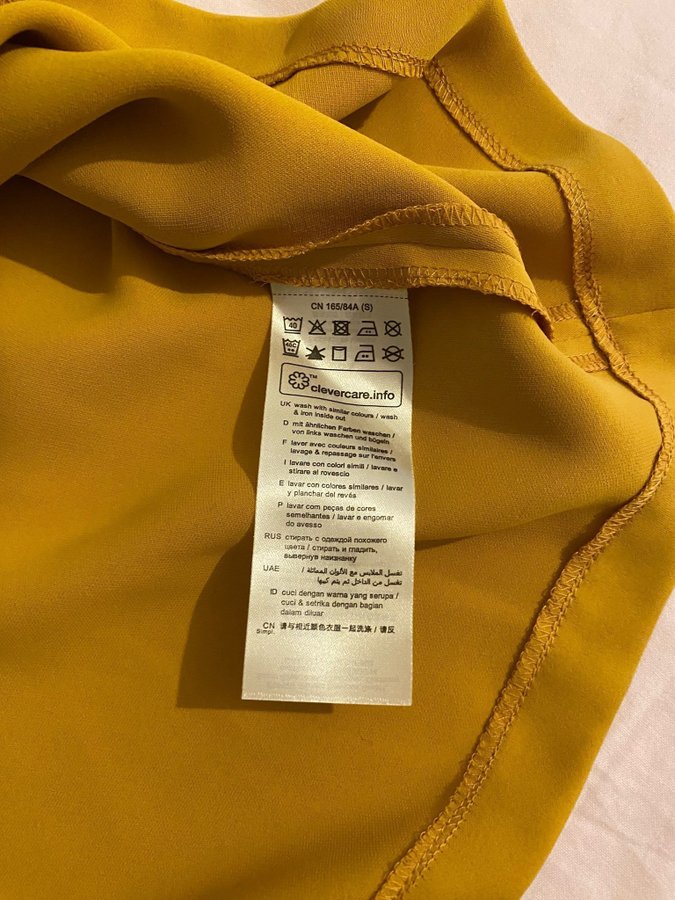 CN 165/84A (S)
40
40C
TM
clevercare.info
UK wash with similar colours / wash
& iron inside out
D mit ähnlichen Farben waschen /
von links waschen und bügeln
F laver avec couleurs similaires /
lavage & repassage sur l'envers
I lavare con colori simili / lavare e
stirare al rovescio
E lavar con colores similares / lavar
y planchar del revés
P lavar com peças de cores
semelhantes / lavar e engomar
do avesso
RUS стирать с одеждой похожего
цвета / стирать и гладить,
вывернув наизнанку
UAE تغسل الملابس مع الألوان المماثلة /
تغسل من الداخل ثم يتم كيها
ID cuci dengan warna yang serupa /
cuci & setrika dengan bagian
dalam diluar
CN 请与相近颜色衣服一起洗涤 / 请反
Simpl.